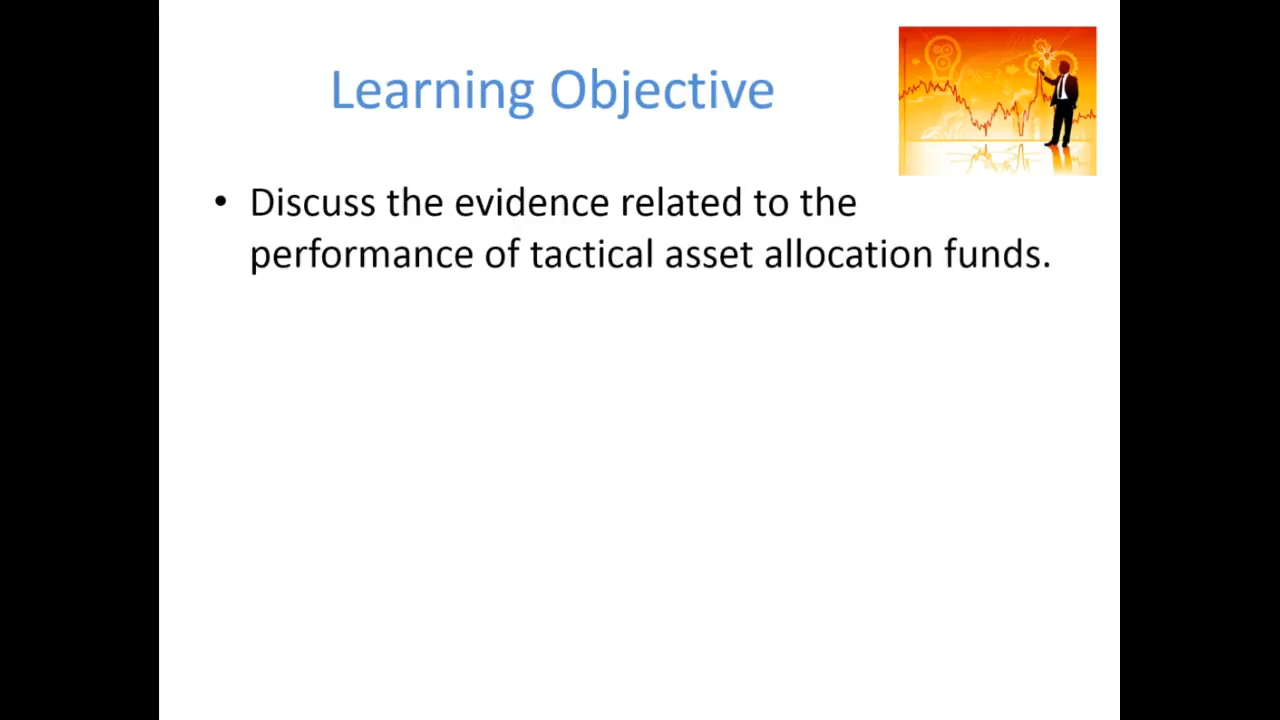 Learning Objective
• Discuss the evidence related to the
performance of tactical asset allocation funds.